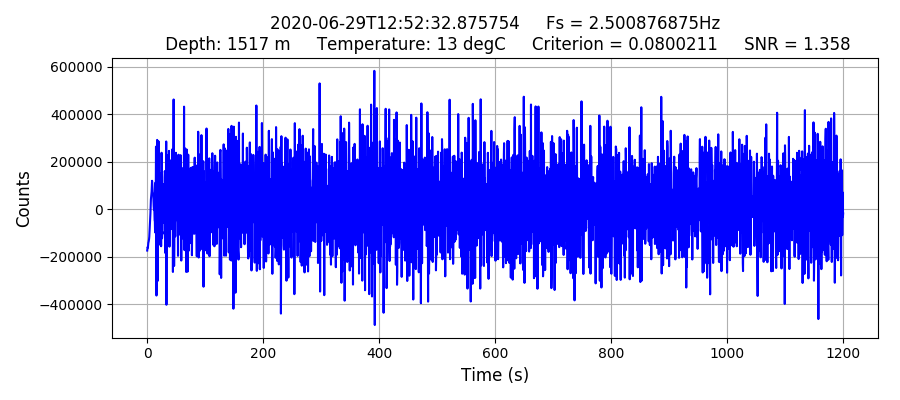 2020-06-29T12:52:32.875754 Fs = 2.500876875Hz
Depth: 1517 m Temperature: 13 degC Criterion = 0.0800211 SNR = 1.358
600000
400000
200000
0
−200000
−400000
Counts
0 200 400 600 800 1000 1200
Time (s)